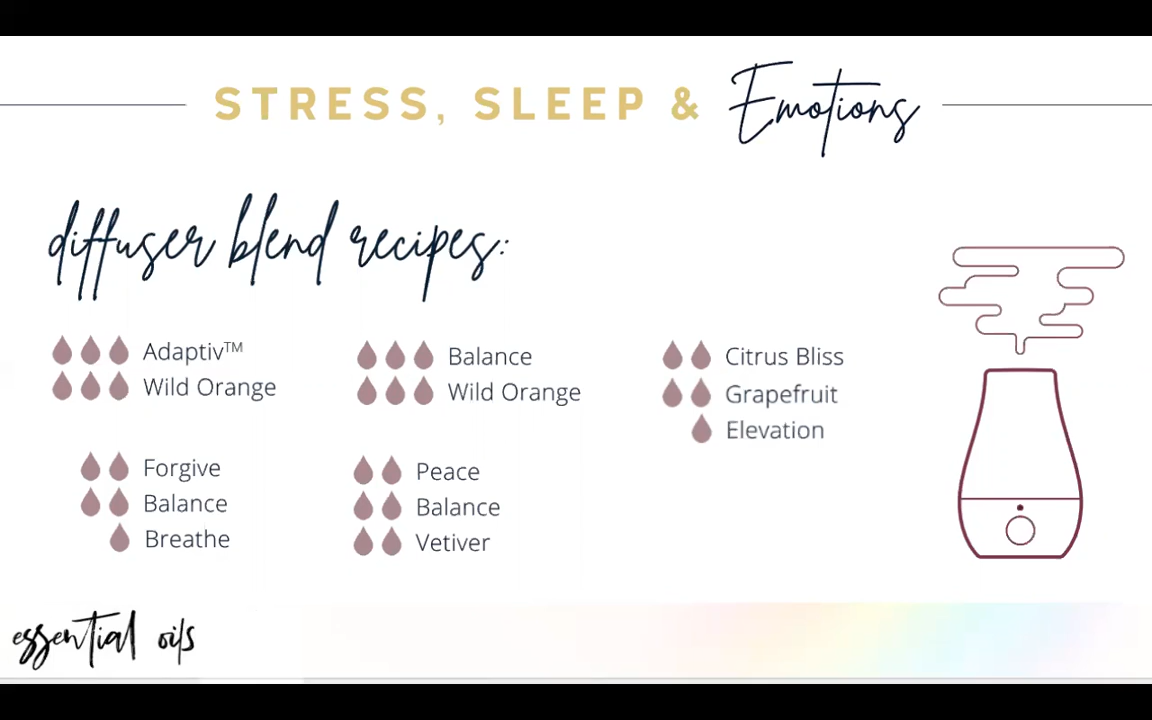 STRESS, SLEEP & Emotions
diffuser blend recipes:
Adaptiv™
Wild Orange
Balance
Wild Orange
Citrus Bliss
Grapefruit
Elevation
Forgive
Balance
Breathe
Peace
Balance
Vetiver
essential oils